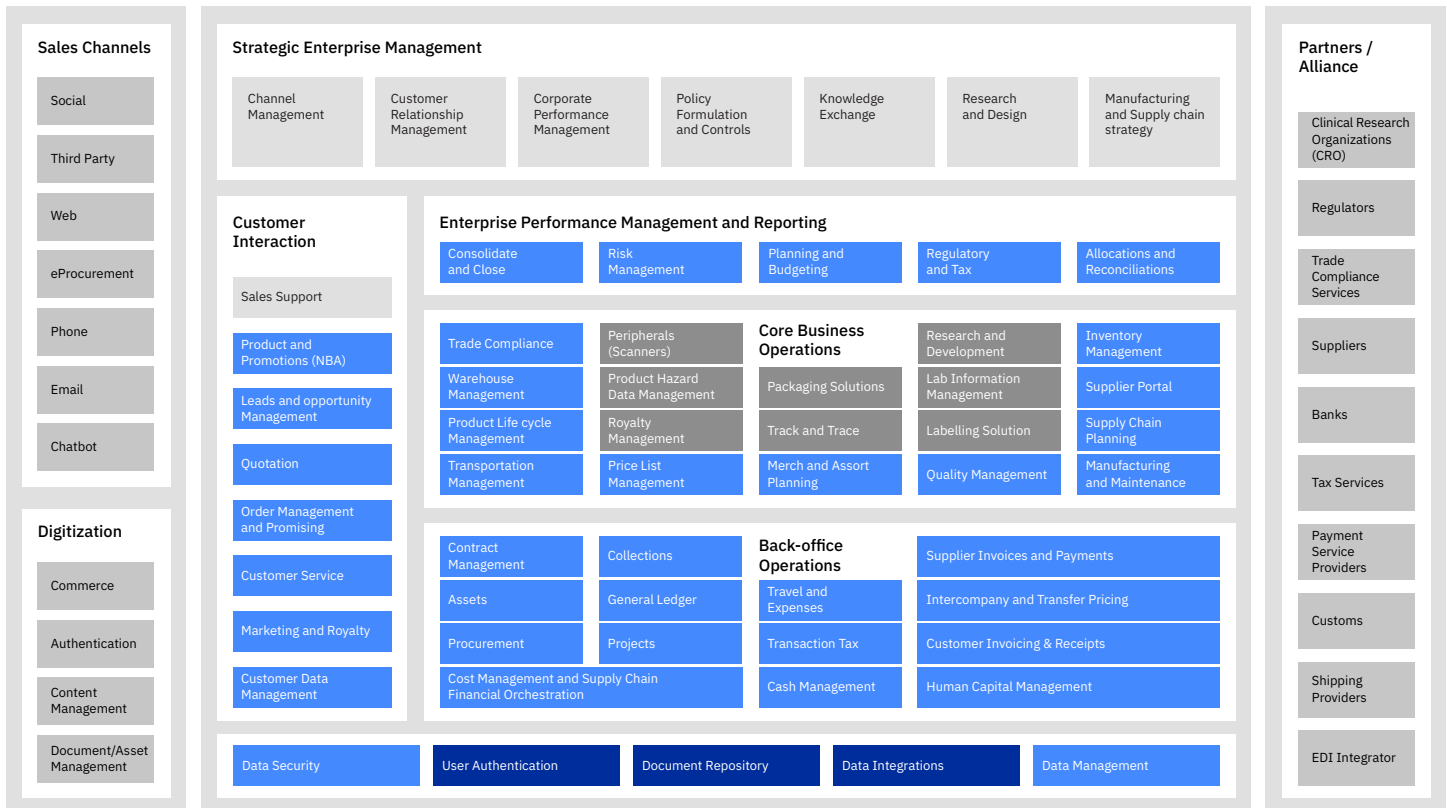 Sales Channels
Social
Third Party
Web
eProcurement
Phone
Email
Chatbot
Digitization
Commerce
Authentication
Content
Management
Document/Asset
Management
Strategic Enterprise Management
Channel
Management
Customer
Relationship
Management
Corporate
Performance
Management
Policy
Formulation
and Controls
Knowledge
Exchange
Research
and Design
Manufacturing
and Supply chain
strategy
Customer
Interaction
Sales Support
Product and
Promotions (NBA)
Leads and opportunity
Management
Quotation
Order Management
and Promising
Customer Service
Marketing and Royalty
Customer Data
Management
Enterprise Performance Management and Reporting
Consolidate
and Close
Risk
Management
Planning and
Budgeting
Regulatory
and Tax
Allocations and
Reconciliations
Core Business
Operations
Trade Compliance
Warehouse
Management
Product Life cycle
Management
Transportation
Management
Peripherals
(Scanners)
Product Hazard
Data Management
Royalty
Management
Price List
Management
Packaging Solutions
Track and Trace
Merch and Assort
Planning
Research and
Development
Lab Information
Management
Labelling Solution
Quality Management
Inventory
Management
Supplier Portal
Supply Chain
Planning
Manufacturing
and Maintenance
Back-office
Operations
Contract
Management
Assets
Procurement
Cost Management and Supply Chain
Financial Orchestration
Collections
General Ledger
Projects
Travel and
Expenses
Transaction Tax
Cash Management
Supplier Invoices and Payments
Intercompany and Transfer Pricing
Customer Invoicing & Receipts
Human Capital Management
Data Security
User Authentication
Document Repository
Data Integrations
Data Management
Partners /
Alliance
Clinical Research
Organizations
(CRO)
Regulators
Trade
Compliance
Services
Suppliers
Banks
Tax Services
Payment
Service
Providers
Customs
Shipping
Providers
EDI Integrator